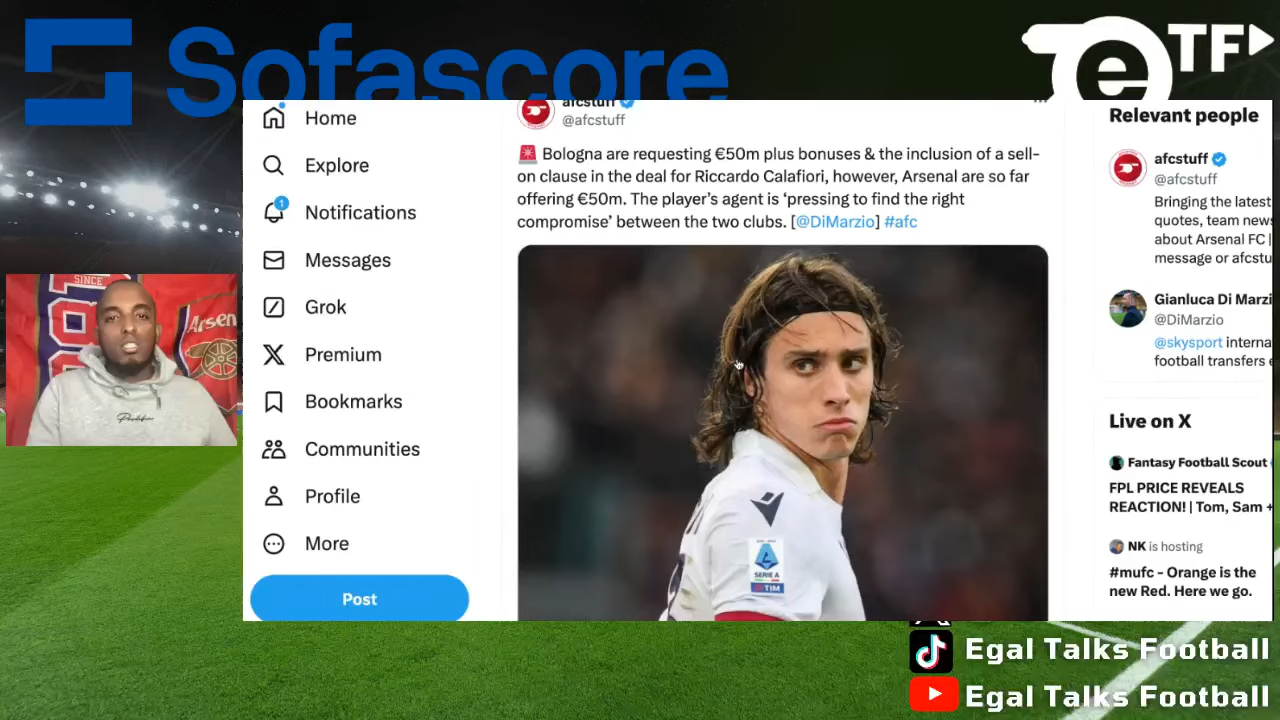 Sofascore
eTF
Home
Explore
1
Notifications
Messages
Grok
Premium
Bookmarks
Communities
Profile
More
Post
afcstuff
@afcstuff
🚨 Bologna are requesting €50m plus bonuses & the inclusion of a sell-
on clause in the deal for Riccardo Calafiori, however, Arsenal are so far
offering €50m. The player's agent is ‘pressing to find the right
compromise’ between the two clubs. [@DiMarzio] #afc
SERIE A
TIM
Relevant people
afcstuff
@afcstuff
Bringing the latest
quotes, team news
about Arsenal FC |
message or afcstu
Gianluca Di Marzi
@DiMarzio
@skysport interna
football transfers e
Live on X
Fantasy Football Scout
FPL PRICE REVEALS
REACTION! | Tom, Sam +
NK is hosting
#mufc - Orange is the
new Red. Here we go.
SINCE
Arsen
Egal Talks Football
Egal Talks Football